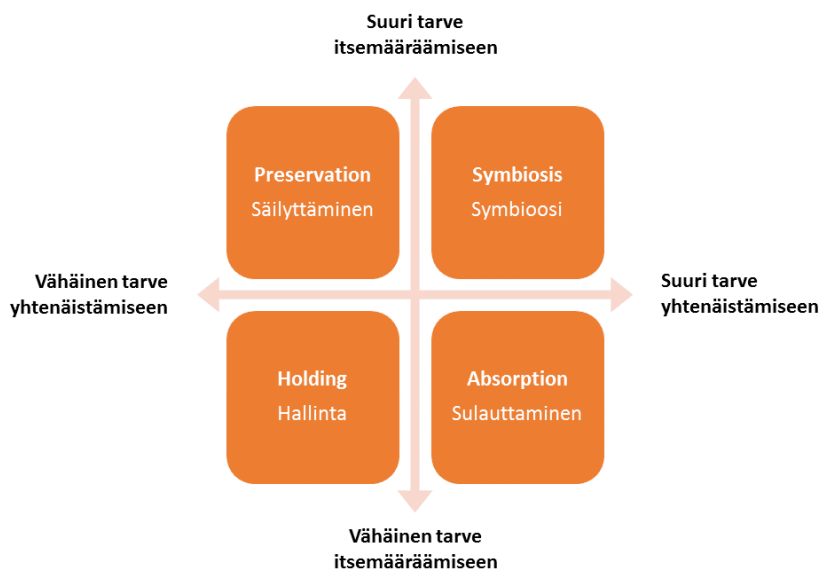 Suuri tarve
itsemääräämiseen
Preservation
Säilyttäminen
Symbiosis
Symbioosi
Vähäinen tarve
yhtenäistämiseen
Suuri tarve
yhtenäistämiseen
Holding
Hallinta
Absorption
Sulauttaminen
Vähäinen tarve
itsemääräämiseen